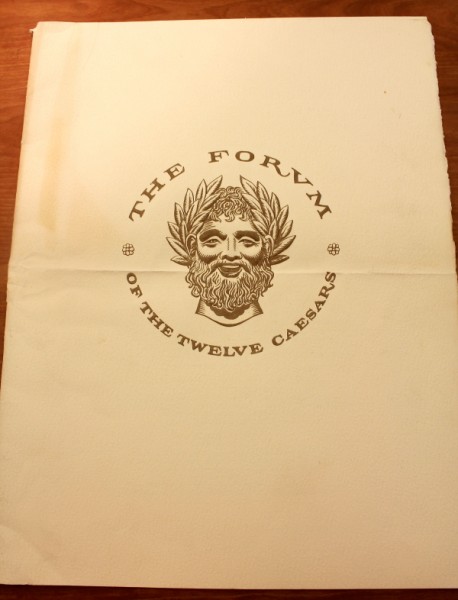 THE FORVM
OF THE TWELVE CAESARS